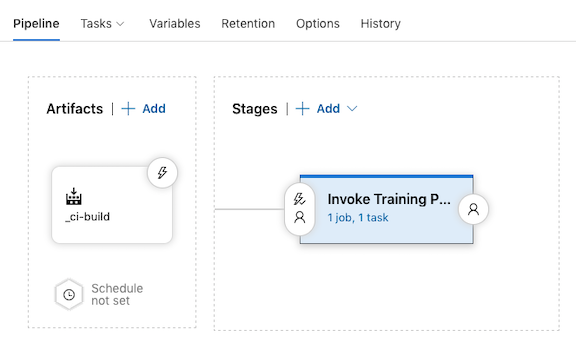 Pipeline Tasks Variables Retention Options History
Artifacts | + Add
Stages | + Add
_ci-build
Invoke Training P...
1 job, 1 task
Schedule
not set